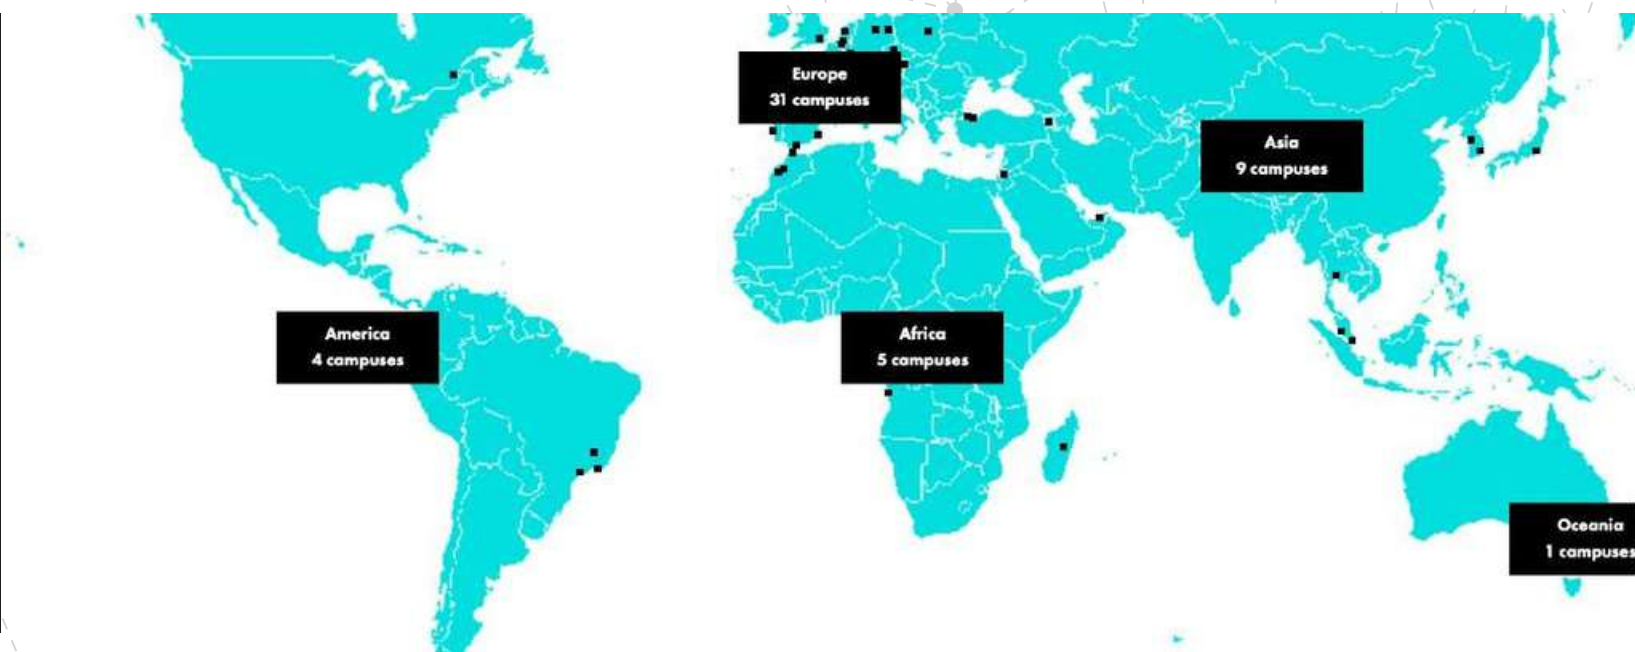 Europe
31 campuses
Asia
9 campuses
America
4 campuses
Africa
5 campuses
Oceania
1 campuses